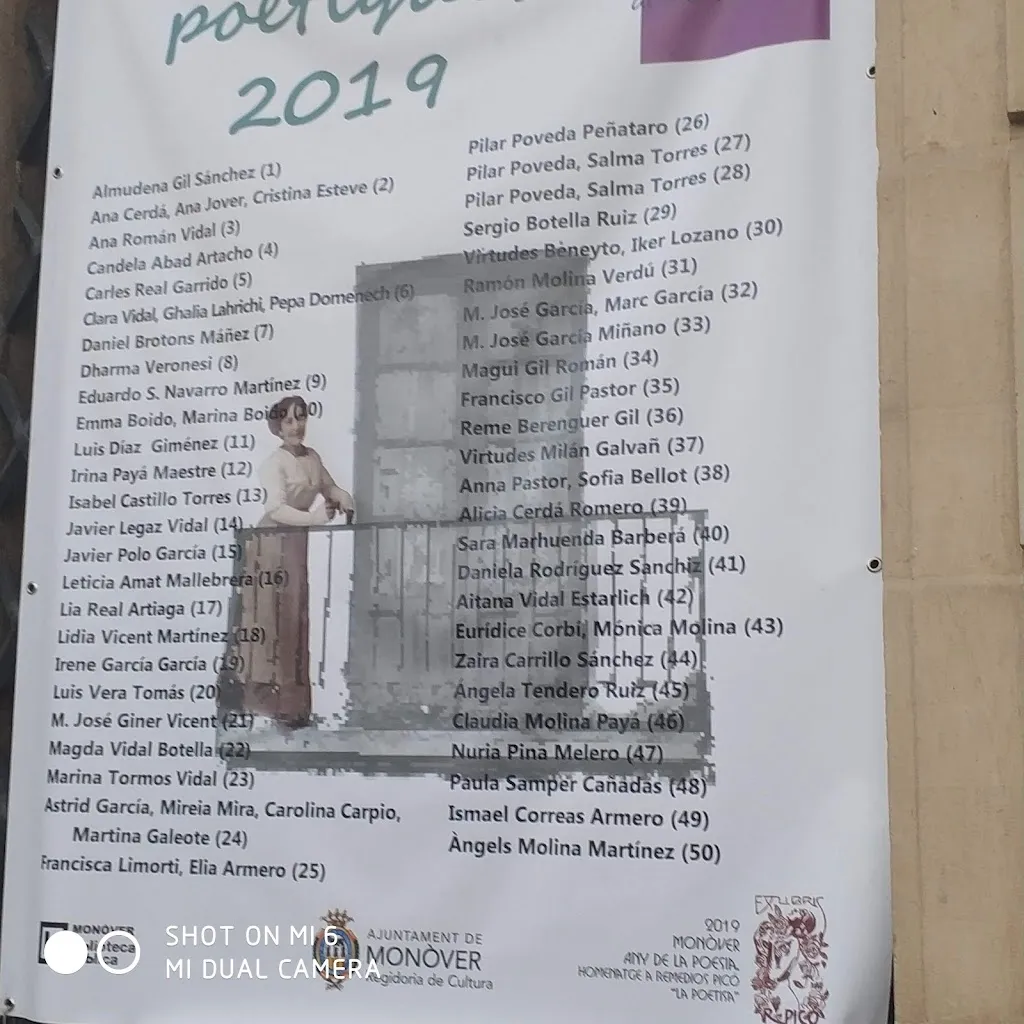 2019
Almudena Gil Sánchez (1)
Ana Cerdá, Ana Jover, Cristina Esteve (2)
Ana Román Vidal (3)
Candela Abad Artacho (4)
Carles Real Garrido (5)
Clara Vidal, Ghalia Lahrichi, Pepa Domenech (6)
Daniel Brotons Máñez (7)
Dharma Veronesi (8)
Eduardo S. Navarro Martínez (9)
Emma Boido, Marina Boido (10)
Luis Díaz Giménez (11)
Irina Payá Maestre (12)
Isabel Castillo Torres (13)
Javier Legaz Vidal (14)
Javier Polo García (15)
Leticia Amat Mallebrera (16)
Lia Real Artiaga (17)
Lidia Vicent Martínez (18)
Irene García García (19)
Luis Vera Tomás (20)
M. José Giner Vicent (21)
Magda Vidal Botella (22)
Marina Tormos Vidal (23)
Astrid García, Mireia Mira, Carolina Carpio,
Martina Galeote (24)
Francisca Limorti, Elia Armero (25)
Pilar Poveda Peñataro (26)
Pilar Poveda, Salma Torres (27)
Pilar Poveda, Salma Torres (28)
Sergio Botella Ruiz (29)
Virtudes Beneyto, Iker Lozano (30)
Ramón Molina Verdú (31)
M. José García, Marc García (32)
M. José García Miñano (33)
Magui Gil Román (34)
Francisco Gil Pastor (35)
Reme Berenguer Gil (36)
Virtudes Milán Galvañ (37)
Anna Pastor, Sofia Bellot (38)
Alicia Cerdá Romero (39)
Sara Marhuenda Barberá (40)
Daniela Rodríguez Sanchiz (41)
Aitana Vidal Estarlich (42)
Eurídice Corbí, Mónica Molina (43)
Zaira Carrillo Sánchez (44)
Ángela Tendero Ruiz (45)
Claudia Molina Payá (46)
Nuria Pina Melero (47)
Paula Samper Cañadas (48)
Ismael Correas Armero (49)
Àngels Molina Martínez (50)
MONÒVER
SHOT ON MI 6
MI DUAL CAMERA
AJUNTAMENT DE
MONÒVER
Regidoria de Cultura
2019
MONÒVER
ANY DE LA POESIA
HOMENATGE A REMEDIOS PICÓ
"LA POETISA"
EX LIBRIS
R. PICÓ